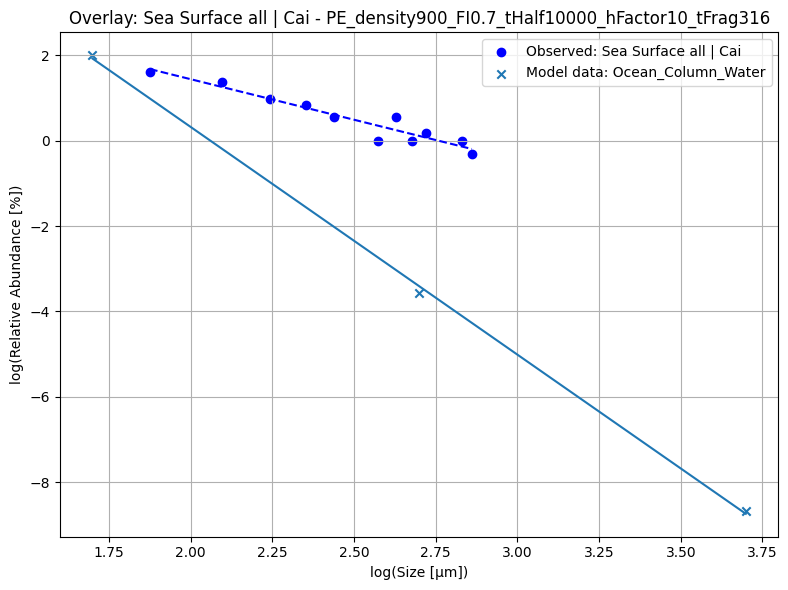 Overlay: Sea Surface all | Cai - PE_density900_FI0.7_tHalf10000_hFactor10_tFrag316
Observed: Sea Surface all | Cai
Model data: Ocean_Column_Water
log(Relative Abundance [%])
2
0
−2
−4
−6
−8
1.75 2.00 2.25 2.50 2.75 3.00 3.25 3.50 3.75
log(Size [μm])